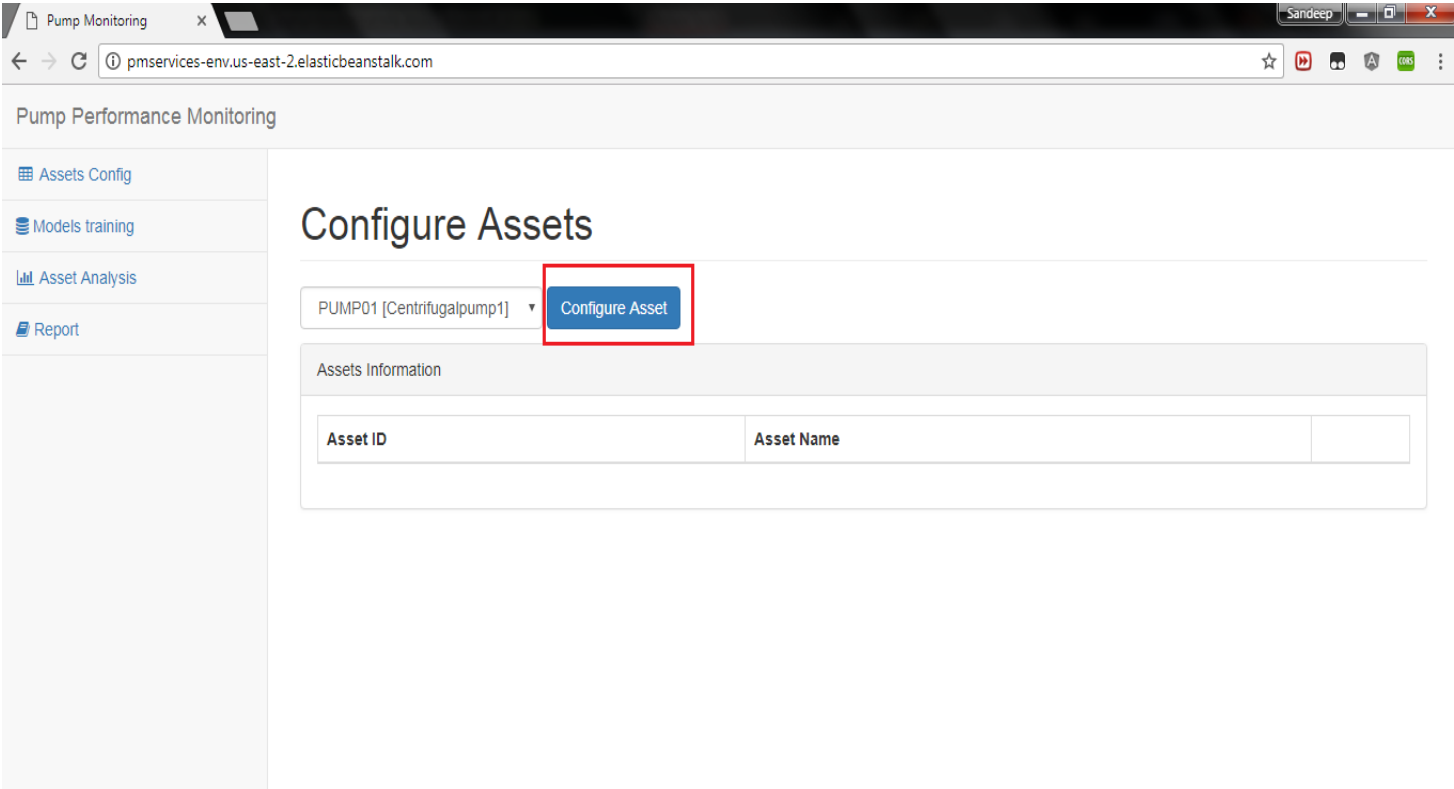 Pump Monitoring
Sandeep
pmservices-env.us-east-2.elasticbeanstalk.com
CORS
Pump Performance Monitoring
Assets Config
Models training
Asset Analysis
Report
Configure Assets
PUMP01 [Centrifugalpump1]
Configure Asset
Assets Information
Asset ID
Asset Name